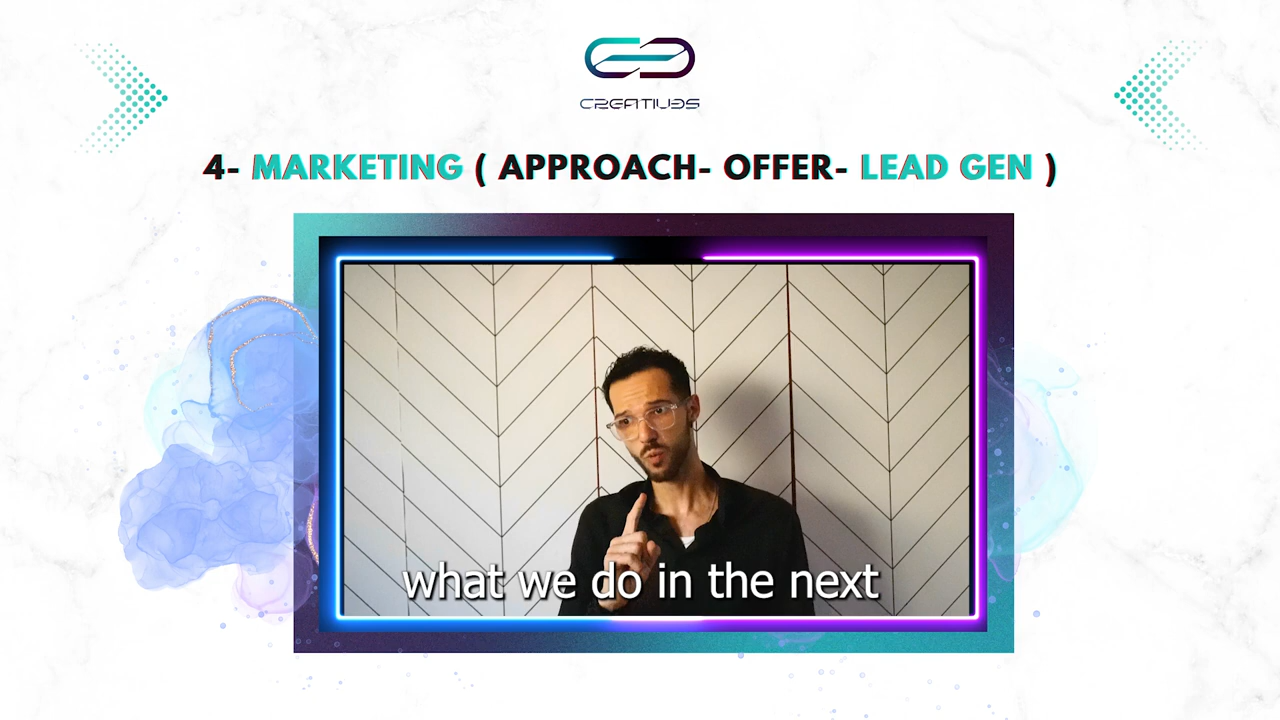 CREATIVES
4- MARKETING ( APPROACH- OFFER- LEAD GEN )
what we do in the next